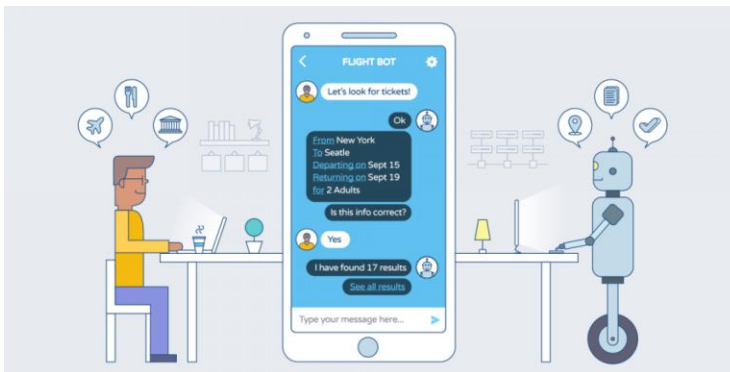 FLIGHT BOT
Let's look for tickets!
Ok
From New York
To Seatle
Departing on Sept 15
Returning on Sept 19
for 2 Adults
Is this info correct?
Yes
I have found 17 results
See all results
Type your message here...